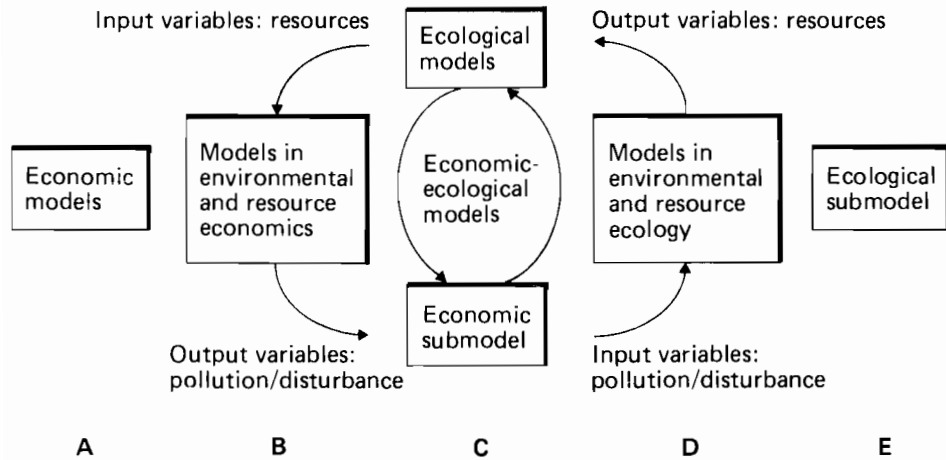 Input variables: resources
Ecological
models
Output variables: resources
Economic
models
Models in
environmental
and resource
economics
Economic-
ecological
models
Models in
environmental
and resource
ecology
Ecological
submodel
Economic
submodel
Output variables:
pollution/disturbance
Input variables:
pollution/disturbance
A
B
C
D
E